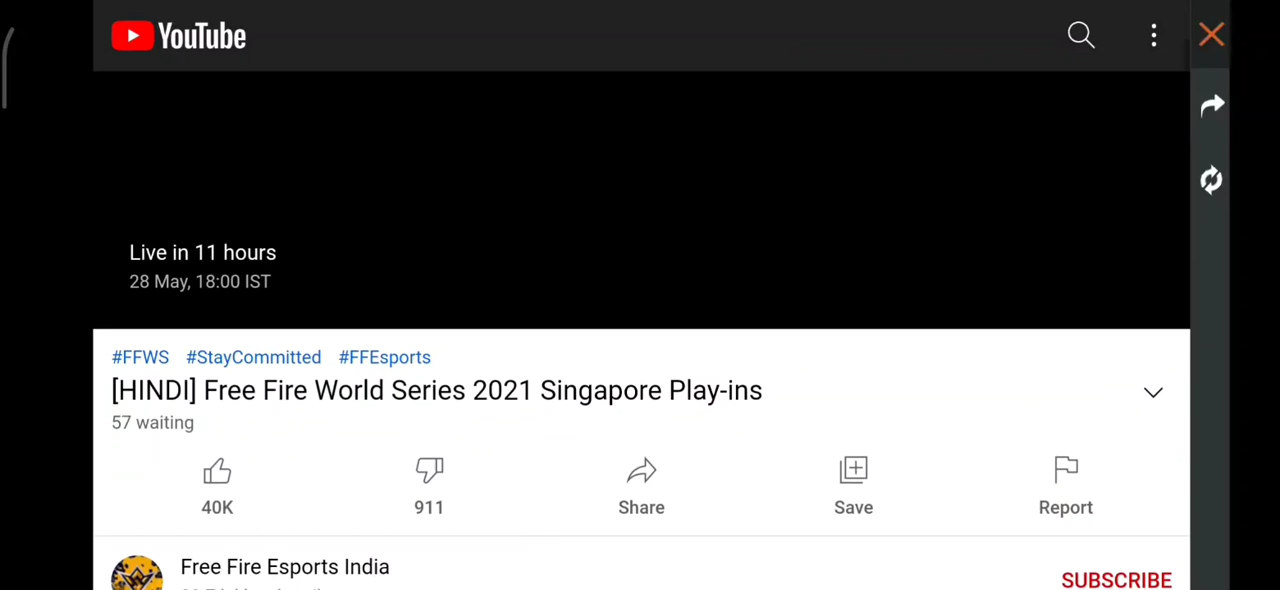 YouTube
Live in 11 hours
28 May, 18:00 IST
#FFWS #StayCommitted #FFEsports
[HINDI] Free Fire World Series 2021 Singapore Play-ins
57 waiting
40K 911 Share Save Report
Free Fire Esports India
SUBSCRIBE